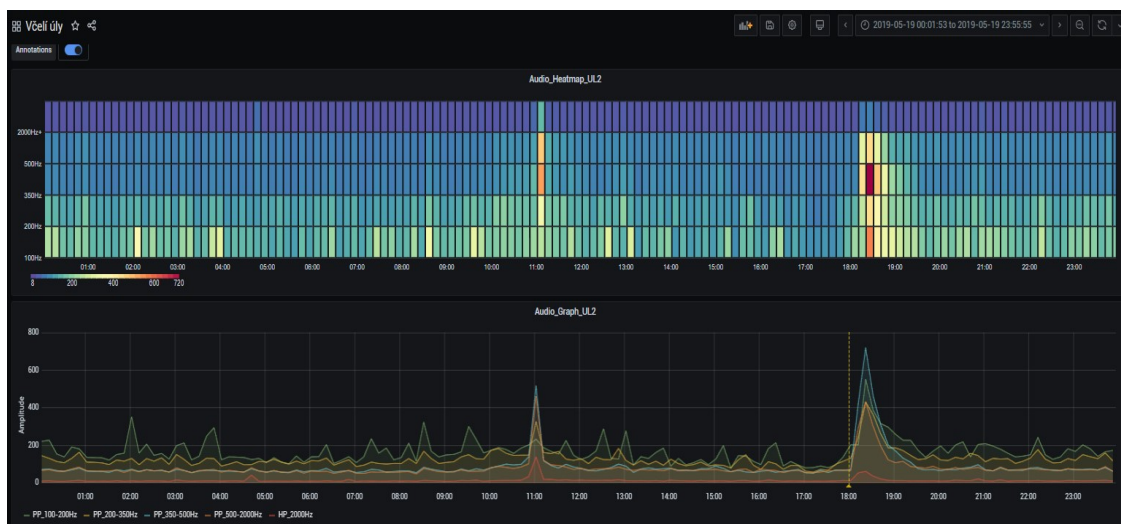 Včelí úly
2019-05-19 00:01:53 to 2019-05-19 23:55:55
Annotations
Audio_Heatmap_UL2
2000Hz+
500Hz
350Hz
200Hz
100Hz
01:00 02:00 03:00 04:00 05:00 06:00 07:00 08:00 09:00 10:00 11:00 12:00 13:00 14:00 15:00 16:00 17:00 18:00 19:00 20:00 21:00 22:00 23:00
8 200 400 600 720
Audio_Graph_UL2
Amplitude
800
600
400
200
0
01:00 02:00 03:00 04:00 05:00 06:00 07:00 08:00 09:00 10:00 11:00 12:00 13:00 14:00 15:00 16:00 17:00 18:00 19:00 20:00 21:00 22:00 23:00
PP_100-200Hz PP_200-350Hz PP_350-500Hz PP_500-2000Hz HP_2000Hz